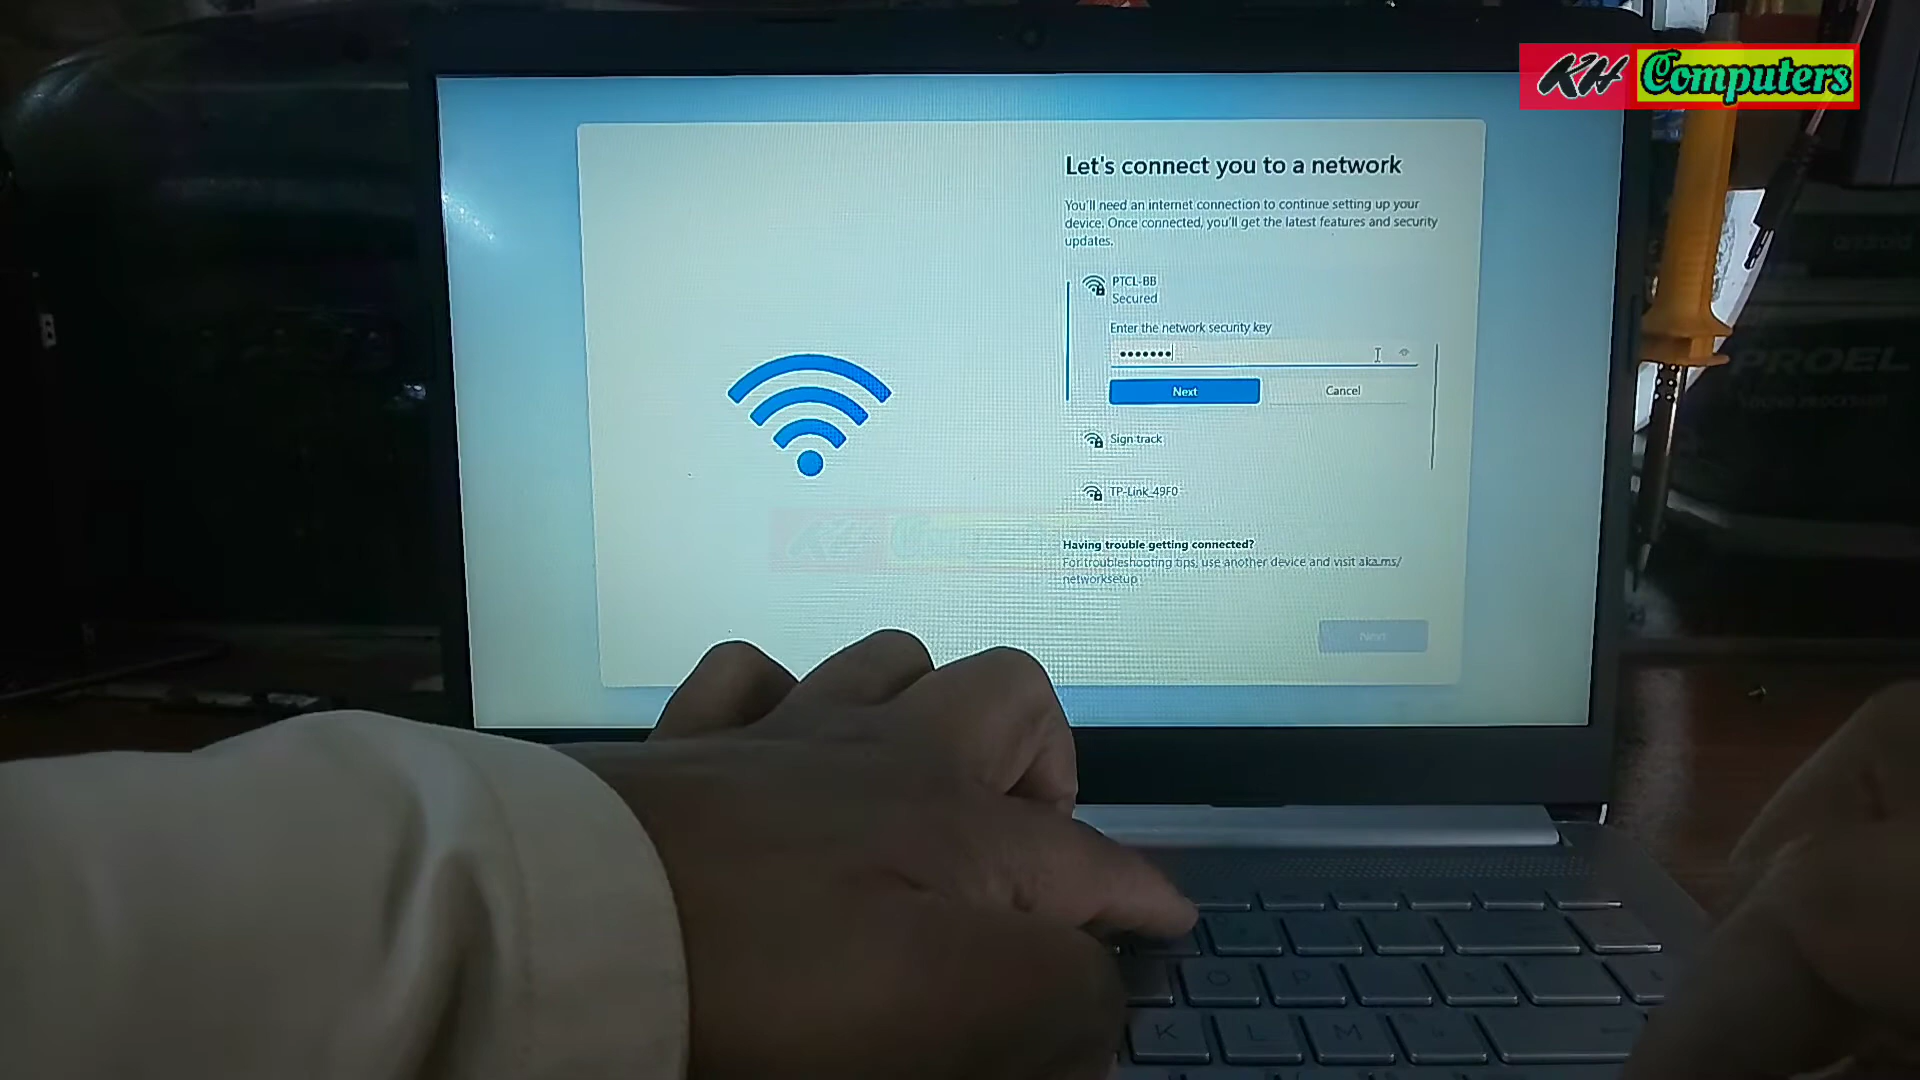 KH Computers
Let's connect you to a network
You'll need an internet connection to continue setting up your
device. Once connected, you'll get the latest features and security
updates.
PTCL-BB
Secured
Enter the network security key
•••••••
Next
Cancel
Sign track
TP-Link_49F0
Having trouble getting connected?
For troubleshooting tips, use another device and visit aka.ms/
networksetup
Next
android
PROEL
O P
K L M